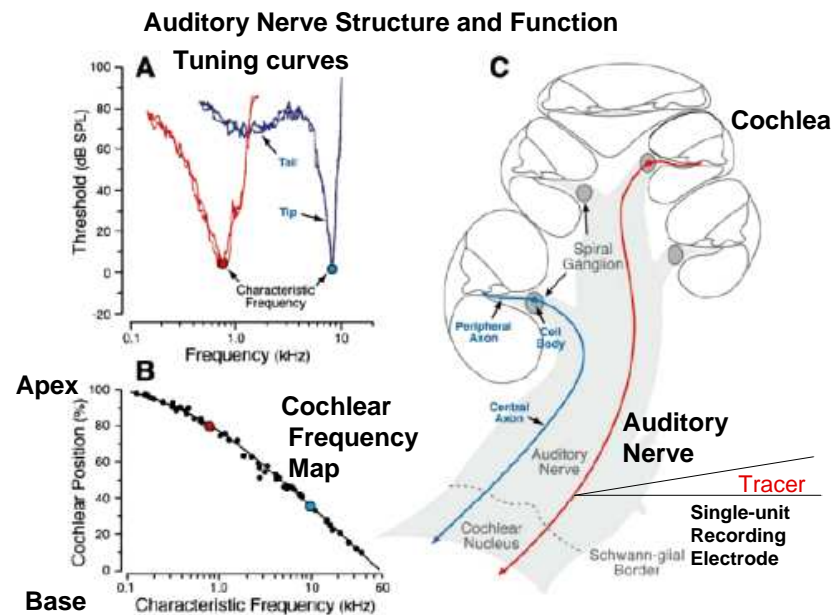 Auditory Nerve Structure and Function
A
Tuning curves
Threshold (dB SPL)
100
80
60
40
20
0
Tail
Tip
Characteristic
Frequency
0.1
1.0
10
Frequency (kHz)
B
Apex
Cochlear
Frequency
Map
Cochlear Position (%)
100
80
60
40
20
0
Base
0.1
1.0
10
60
Characteristic Frequency (kHz)
C
Cochlea
Spiral
Ganglion
Peripheral
Axon
Cell
Body
Central
Axon
Auditory
Nerve
Auditory
Nerve
Cochlear
Nucleus
Schwann-glial
Border
Tracer
Single-unit
Recording
Electrode